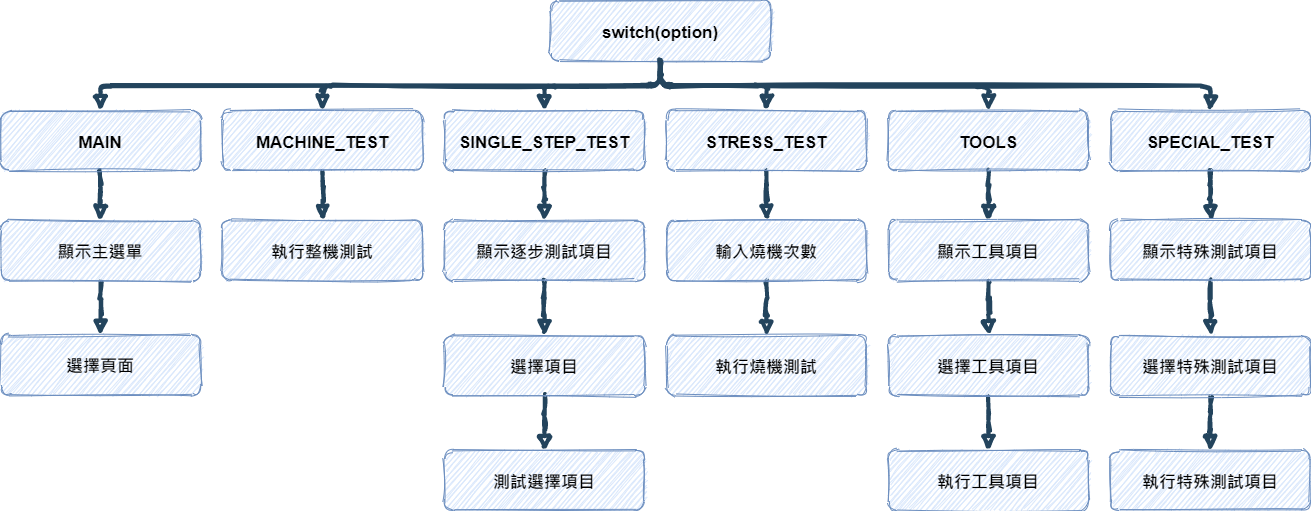 switch(option)
MAIN
MACHINE_TEST
SINGLE_STEP_TEST
STRESS_TEST
TOOLS
SPECIAL_TEST
顯示主選單
執行整機測試
顯示逐步測試項目
輸入燒機次數
顯示工具項目
顯示特殊測試項目
選擇頁面
選擇項目
執行燒機測試
選擇工具項目
選擇特殊測試項目
測試選擇項目
執行工具項目
執行特殊測試項目